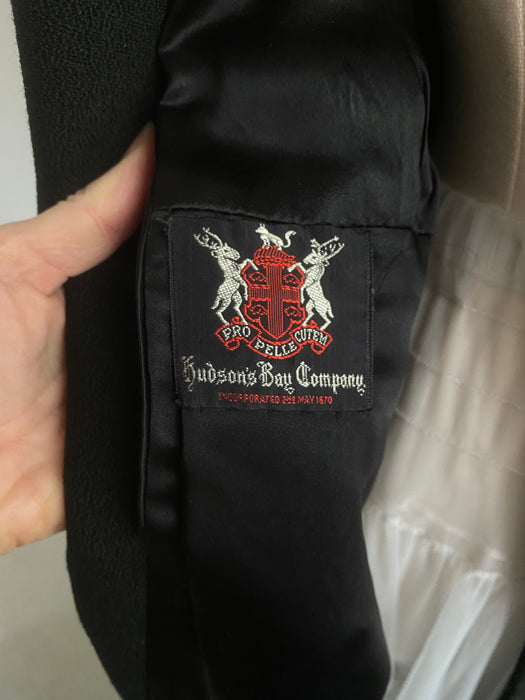 PRO PELLE CUTEM
Hudson's Bay Company.
INCORPORATED 2ND MAY 1670